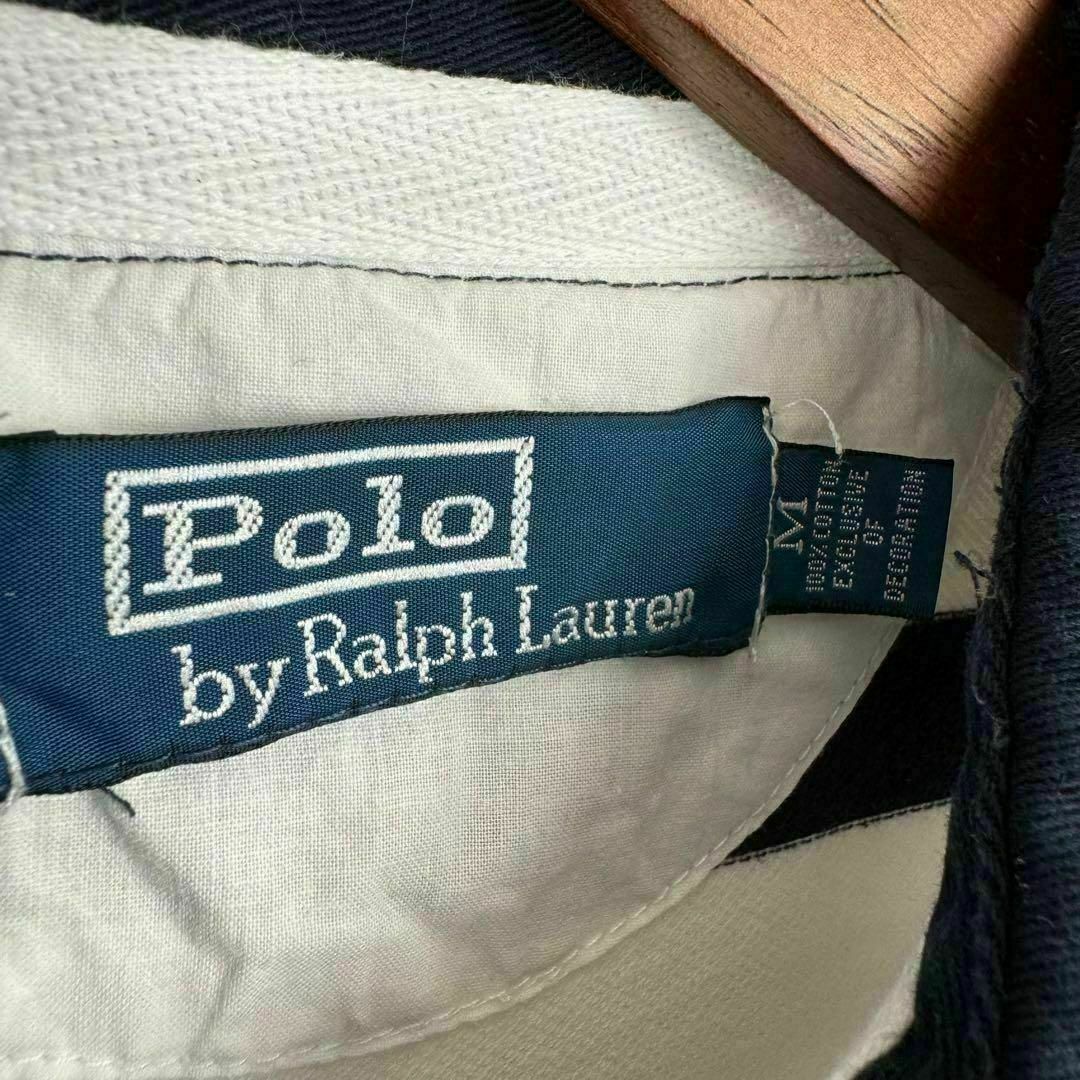 Polo
by Ralph Lauren
M
100% COTTON
EXCLUSIVE
OF
DECORATION